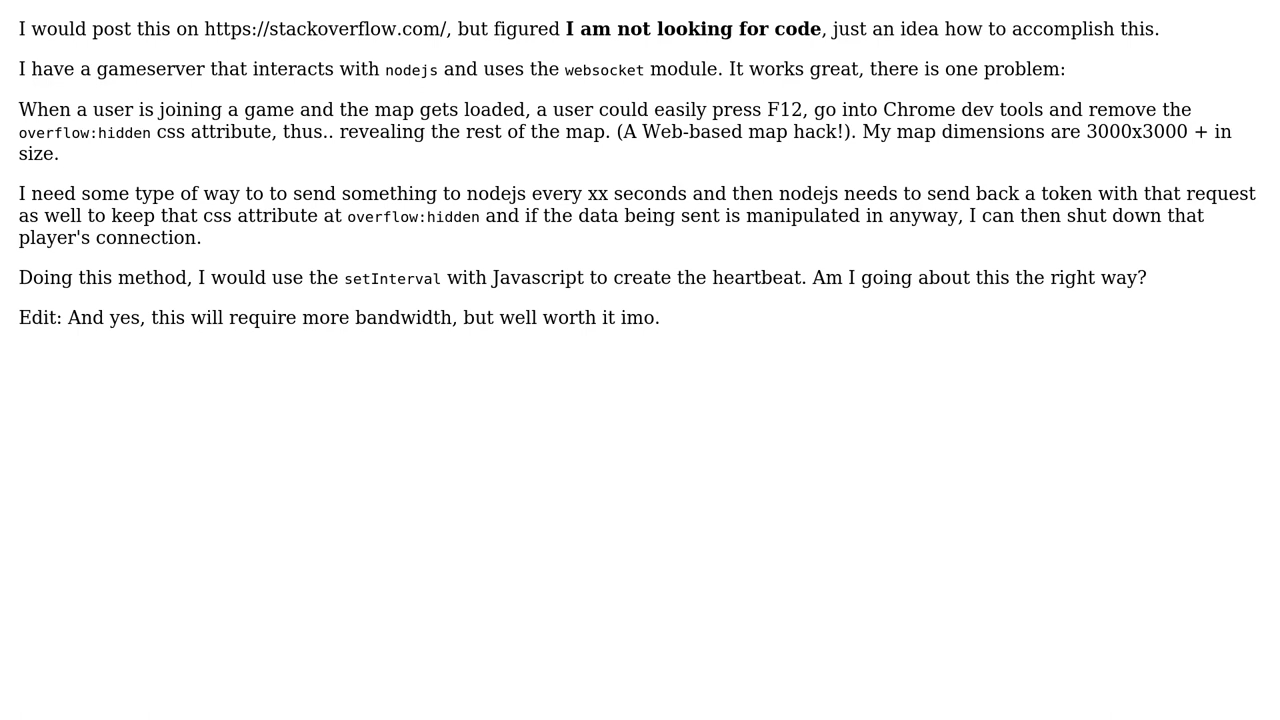 I would post this on https://stackoverflow.com/, but figured I am not looking for code, just an idea how to accomplish this.
I have a gameserver that interacts with nodejs and uses the websocket module. It works great, there is one problem:
When a user is joining a game and the map gets loaded, a user could easily press F12, go into Chrome dev tools and remove the
overflow:hidden css attribute, thus.. revealing the rest of the map. (A Web-based map hack!). My map dimensions are 3000x3000 + in
size.
I need some type of way to to send something to nodejs every xx seconds and then nodejs needs to send back a token with that request
as well to keep that css attribute at overflow:hidden and if the data being sent is manipulated in anyway, I can then shut down that
player's connection.
Doing this method, I would use the setInterval with Javascript to create the heartbeat. Am I going about this the right way?
Edit: And yes, this will require more bandwidth, but well worth it imo.